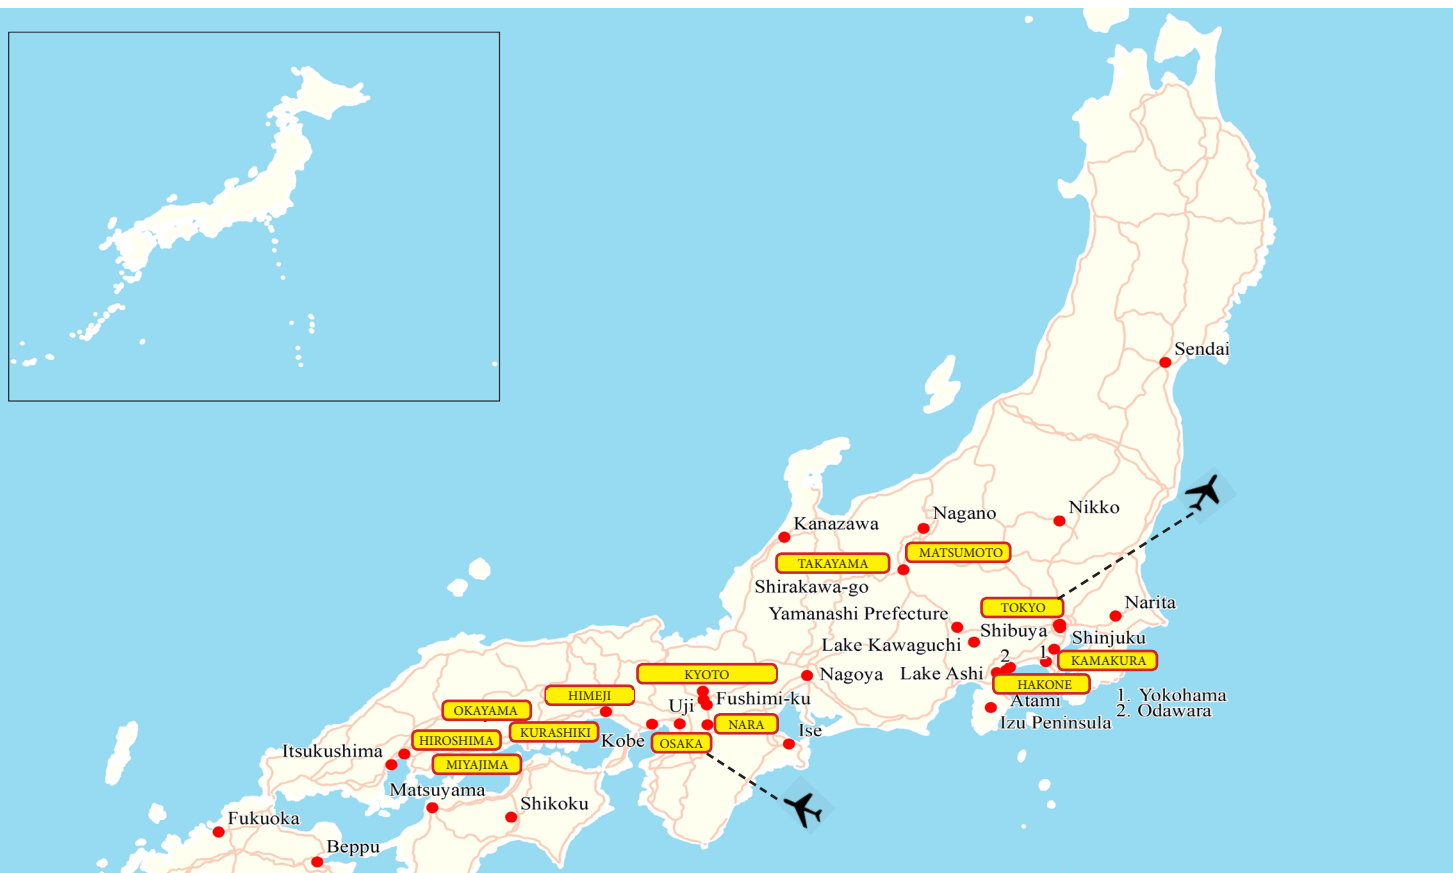 Sendai
Nikko
Nagano
Kanazawa
MATSUMOTO
TAKAYAMA
Shirakawa-go
TOKYO
Narita
Yamanashi Prefecture
Shibuya
Shinjuku
Lake Kawaguchi
2
1
KAMAKURA
KYOTO
Nagoya
Lake Ashi
HAKONE
HIMEJI
Fushimi-ku
Atami
1. Yokohama
Uji
OKAYAMA
2. Odawara
Izu Peninsula
NARA
KURASHIKI
Ise
HIROSHIMA
Kobe
OSAKA
Itsukushima
MIYAJIMA
Matsuyama
Shikoku
Fukuoka
Beppu